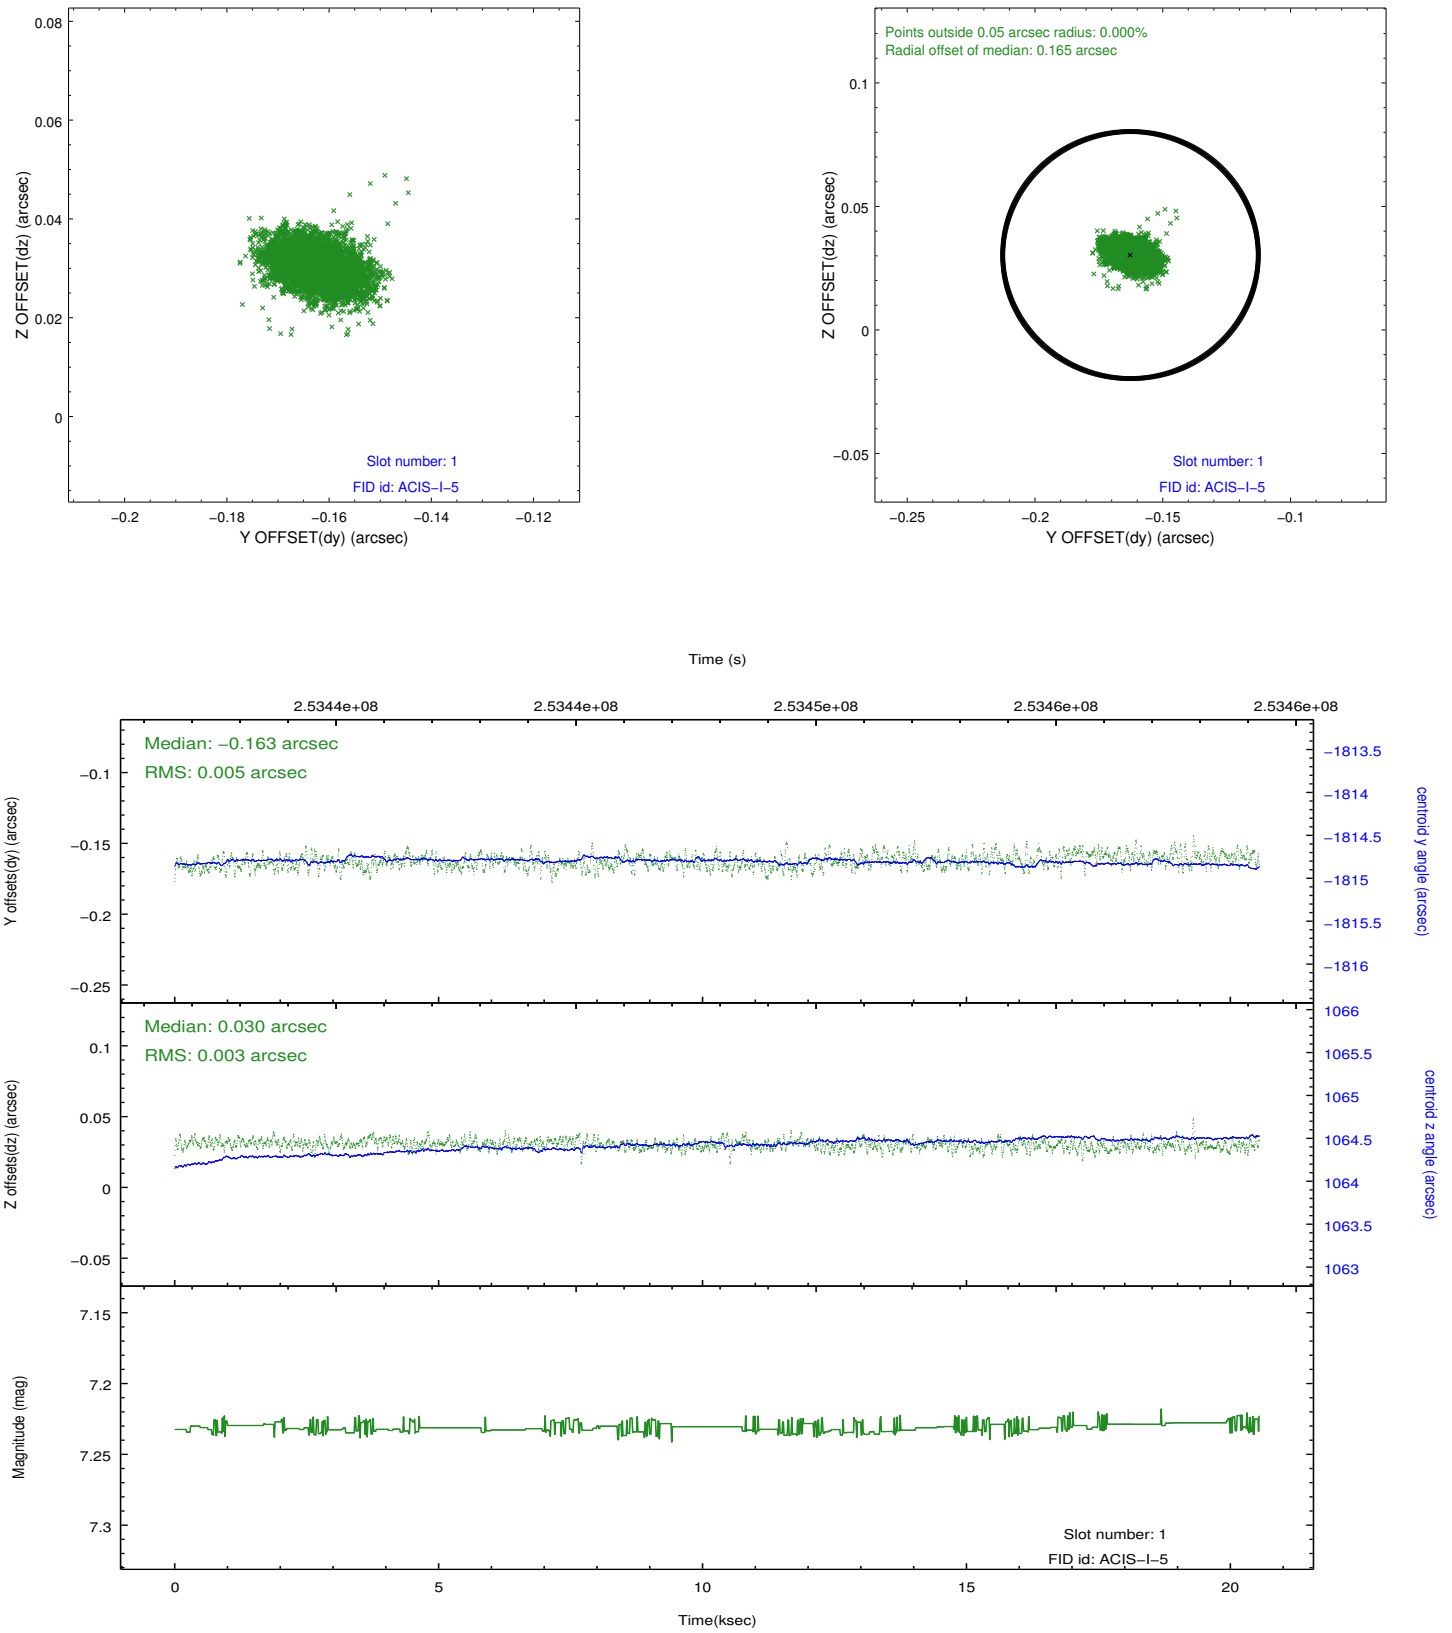 0.08
0.06
0.04
0.02
0
Z OFFSET(dz) (arcsec)
Slot number: 1
FID id: ACIS−I−5
−0.2
−0.18
−0.16
−0.14
−0.12
Y OFFSET(dy) (arcsec)
Points outside 0.05 arcsec radius: 0.000%
Radial offset of median: 0.165 arcsec
0.1
0.05
0
−0.05
Z OFFSET(dz) (arcsec)
Slot number: 1
FID id: ACIS−I−5
−0.25
−0.2
−0.15
−0.1
Y OFFSET(dy) (arcsec)
Time (s)
2.5344e+08
2.5344e+08
2.5345e+08
2.5346e+08
2.5346e+08
Median: −0.163 arcsec
RMS: 0.005 arcsec
−0.1
−0.15
−0.2
−0.25
Y offsets(dy) (arcsec)
−1813.5
−1814
−1814.5
−1815
−1815.5
−1816
centroid y angle (arcsec)
Median: 0.030 arcsec
RMS: 0.003 arcsec
0.1
0.05
0
−0.05
Z offsets(dz) (arcsec)
1066
1065.5
1065
1064.5
1064
1063.5
1063
centroid z angle (arcsec)
7.15
7.2
7.25
7.3
Magnitude (mag)
Slot number: 1
FID id: ACIS−I−5
0
5
10
15
20
Time(ksec)